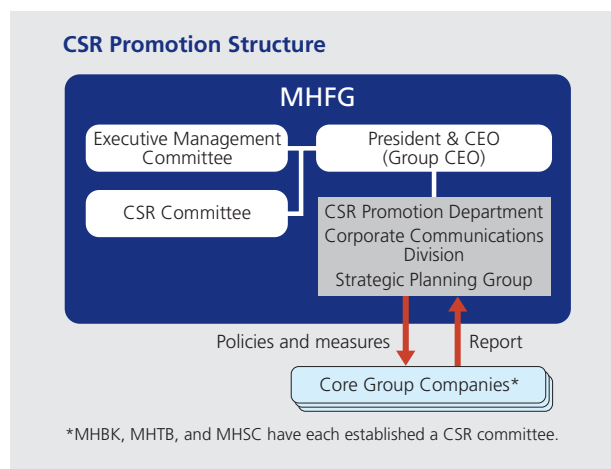 CSR Promotion Structure
MHFG
Executive Management
Committee
President & CEO
(Group CEO)
CSR Committee
CSR Promotion Department
Corporate Communications
Division
Strategic Planning Group
Policies and measures
Report
Core Group Companies*
*MHBK, MHTB, and MHSC have each established a CSR committee.